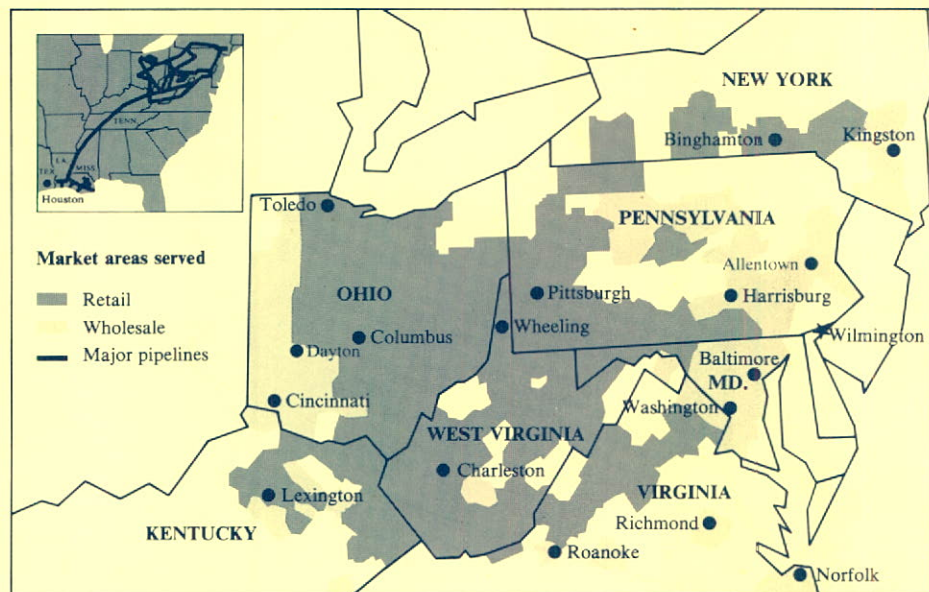 TENN.
LA.
MISS.
TEX.
Houston
Market areas served
Retail
Wholesale
Major pipelines
NEW YORK
Binghamton
Kingston
Toledo
PENNSYLVANIA
Allentown
OHIO
Pittsburgh
Harrisburg
Columbus
Wheeling
Wilmington
Dayton
Baltimore
MD.
Cincinnati
Washington
WEST VIRGINIA
Charleston
Lexington
VIRGINIA
Richmond
KENTUCKY
Roanoke
Norfolk